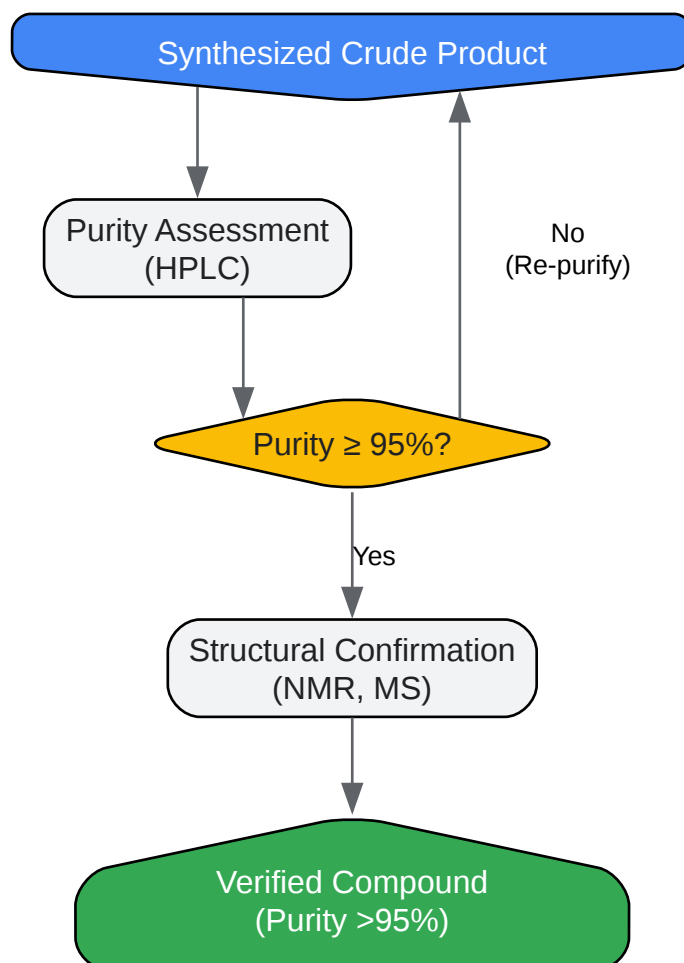 Synthesized Crude Product
Purity Assessment
(HPLC)
No
(Re-purify)
Purity ≥ 95%?
Yes
Structural Confirmation
(NMR, MS)
Verified Compound
(Purity >95%)